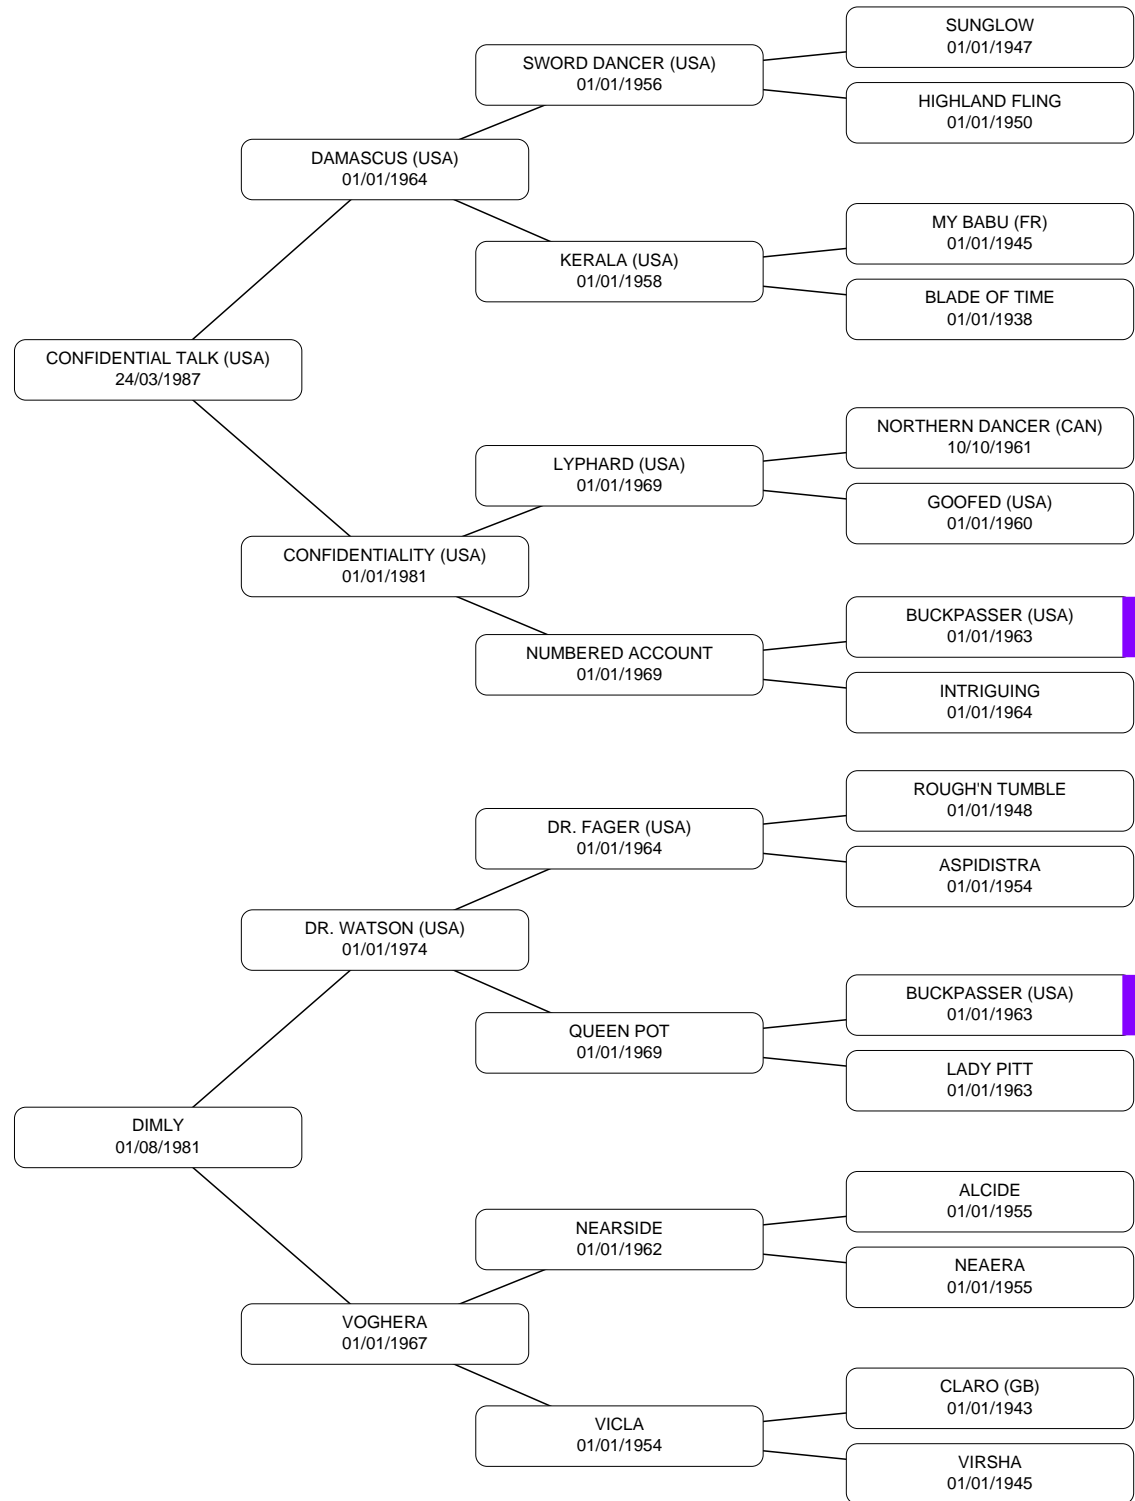 SUNGLOW
01/01/1947
SWORD DANCER (USA)
01/01/1956
HIGHLAND FLING
01/01/1950
DAMASCUS (USA)
01/01/1964
MY BABU (FR)
01/01/1945
KERALA (USA)
01/01/1958
BLADE OF TIME
01/01/1938
CONFIDENTIAL TALK (USA)
24/03/1987
NORTHERN DANCER (CAN)
10/10/1961
LYPHARD (USA)
01/01/1969
GOOFED (USA)
01/01/1960
CONFIDENTIALITY (USA)
01/01/1981
BUCKPASSER (USA)
01/01/1963
NUMBERED ACCOUNT
01/01/1969
INTRIGUING
01/01/1964
ROUGH'N TUMBLE
01/01/1948
DR. FAGER (USA)
01/01/1964
ASPIDISTRA
01/01/1954
DR. WATSON (USA)
01/01/1974
BUCKPASSER (USA)
01/01/1963
QUEEN POT
01/01/1969
LADY PITT
01/01/1963
DIMLY
01/08/1981
ALCIDE
01/01/1955
NEARSIDE
01/01/1962
NEAERA
01/01/1955
VOGHERA
01/01/1967
CLARO (GB)
01/01/1943
VICLA
01/01/1954
VIRSHA
01/01/1945